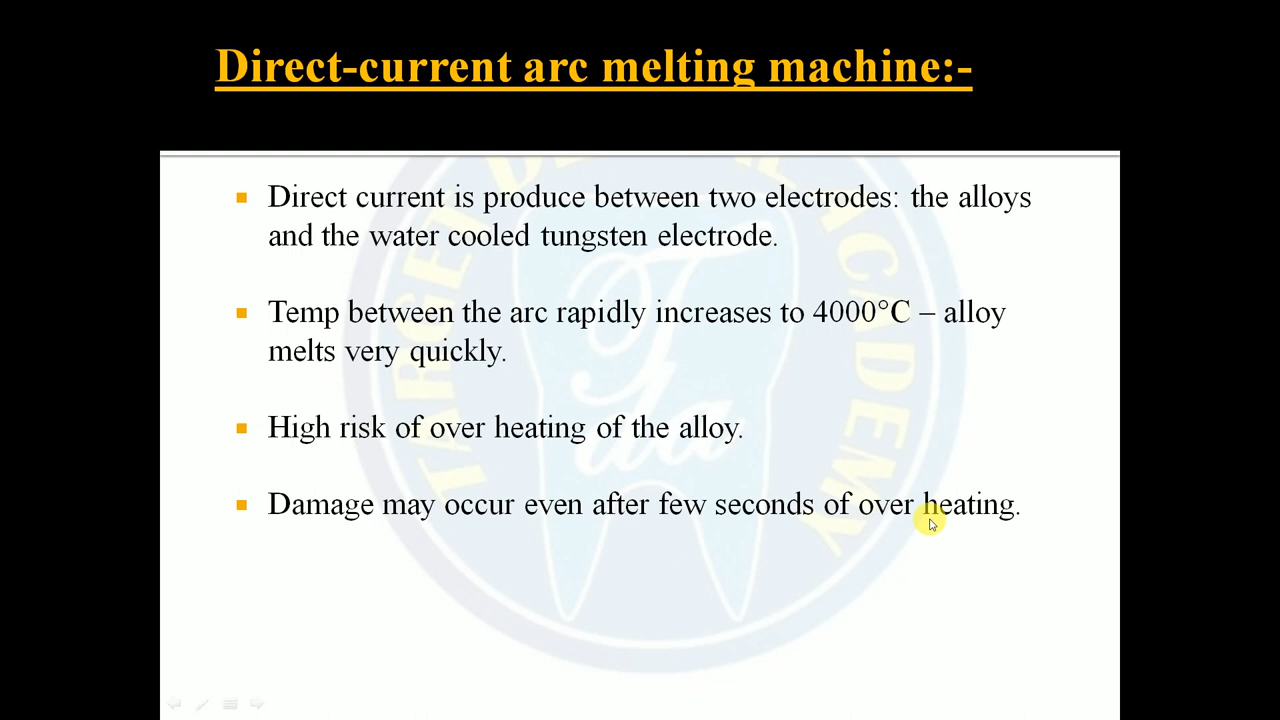 Direct-current arc melting machine:-
Direct current is produce between two electrodes: the alloys
and the water cooled tungsten electrode.
Temp between the arc rapidly increases to 4000°C – alloy
melts very quickly.
High risk of over heating of the alloy.
Damage may occur even after few seconds of over heating.
TARGET
ACADEMY